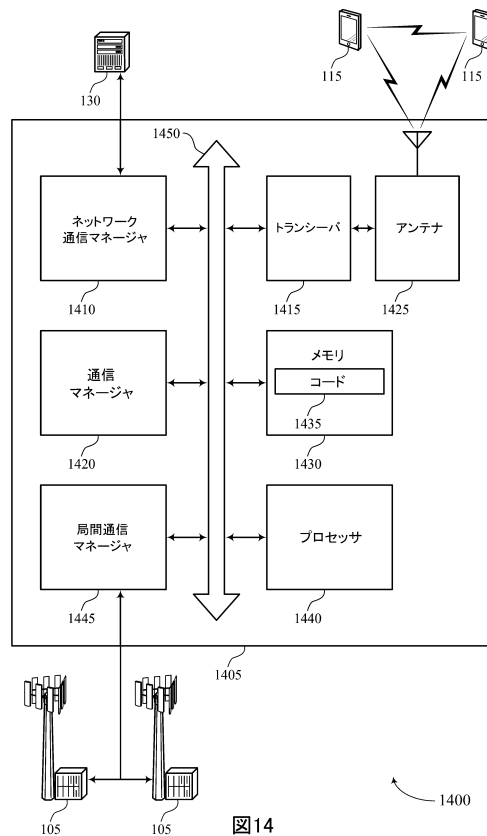 130
115
115
1450
ネットワーク
通信マネージャ
1410
トランシーバ
1415
アンテナ
1425
通信
マネージャ
1420
メモリ
コード
1435
1430
局間通信
マネージャ
1445
プロセッサ
1440
1405
105
105
1400
図14